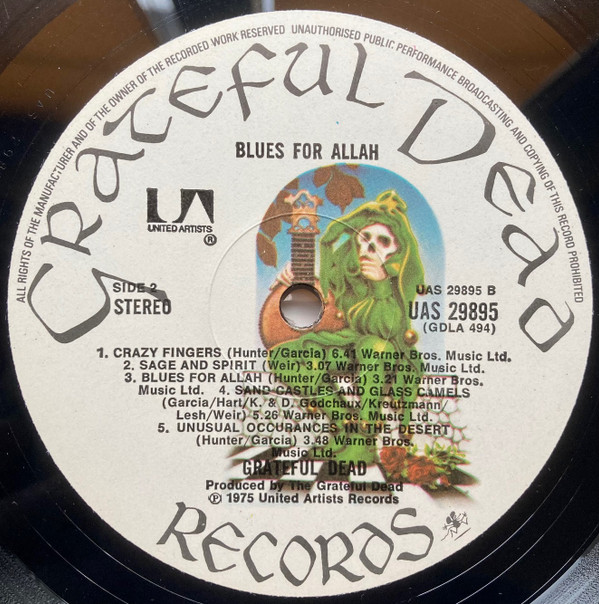 ALL RIGHTS OF THE MANUFACTURER AND OF THE OWNER OF THE RECORDED WORK RESERVED UNAUTHORISED PUBLIC PERFORMANCE BROADCASTING AND COPYING OF THIS RECORD PROHIBITED
GRATEFUL DEAD
BLUES FOR ALLAH
UA
UNITED ARTISTS
®
SIDE 2
STEREO
UAS 29895 B
UAS 29895
(GDLA 494)
1. CRAZY FINGERS (Hunter/Garcia) 6.41 Warner Bros. Music Ltd.
2. SAGE AND SPIRIT (Weir) 3.07 Warner Bros. Music Ltd.
3. BLUES FOR ALLAH (Hunter/Garcia) 3.21 Warner Bros.
Music Ltd. 4. SAND CASTLES AND GLASS CAMELS
(Garcia/Hart/K. & D. Godchaux/Kreutzmann/
Lesh/Weir) 5.26 Warner Bros. Music Ltd.
5. UNUSUAL OCCURANCES IN THE DESERT
(Hunter/Garcia) 3.48 Warner Bros.
Music Ltd.
GRATEFUL DEAD
Produced by The Grateful Dead
℗ 1975 United Artists Records
RECORDS